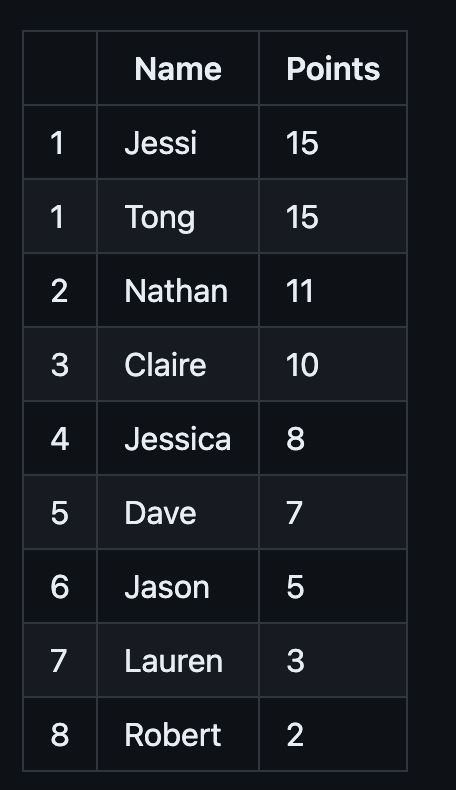 Name Points
1 Jessi 15
1 Tong 15
2 Nathan 11
3 Claire 10
4 Jessica 8
5 Dave 7
6 Jason 5
7 Lauren 3
8 Robert 2